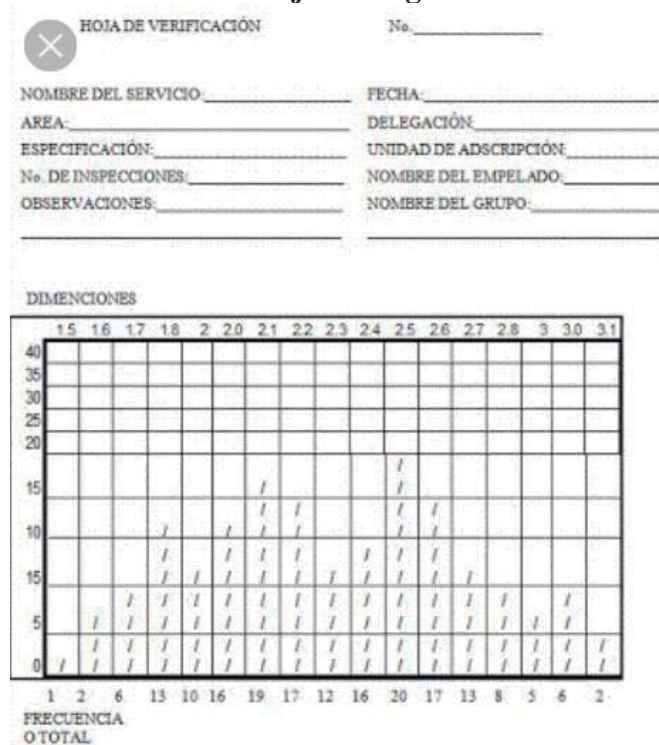 HOJA DE VERIFICACIÓN No.
NOMBRE DEL SERVICIO: FECHA:
AREA: DELEGACIÓN:
ESPECIFICACIÓN: UNIDAD DE ADSCRIPCIÓN:
No. DE INSPECCIONES: NOMBRE DEL EMPELADO:
OBSERVACIONES: NOMBRE DEL GRUPO:
DIMENCIONES
1.5 1.6 1.7 1.8 2 2.0 2.1 2.2 2.3 2.4 2.5 2.6 2.7 2.8 3 3.0 3.1
40
35
30
25
20
15
10
15
5
0
1 2 6 13 10 16 19 17 12 16 20 17 13 8 5 6 2
FRECUENCIA
O TOTAL